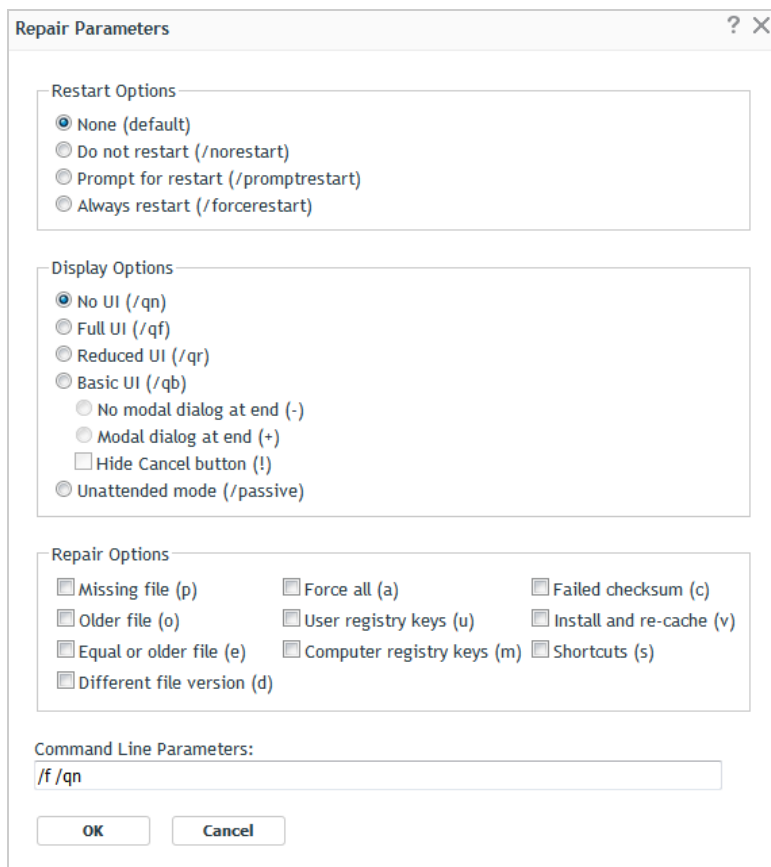 Repair Parameters ?
Restart Options
None (default)
Do not restart (/norestart)
Prompt for restart (/promptrestart)
Always restart (/forcerestart)
Display Options
No UI (/qn)
Full UI (/qf)
Reduced UI (/qr)
Basic UI (/qb)
No modal dialog at end (-)
Modal dialog at end (+)
Hide Cancel button (!)
Unattended mode (/passive)
Repair Options
Missing file (p) Force all (a) Failed checksum (c)
Older file (o) User registry keys (u) Install and re-cache (v)
Equal or older file (e) Computer registry keys (m) Shortcuts (s)
Different file version (d)
Command Line Parameters:
/f /qn
OK Cancel